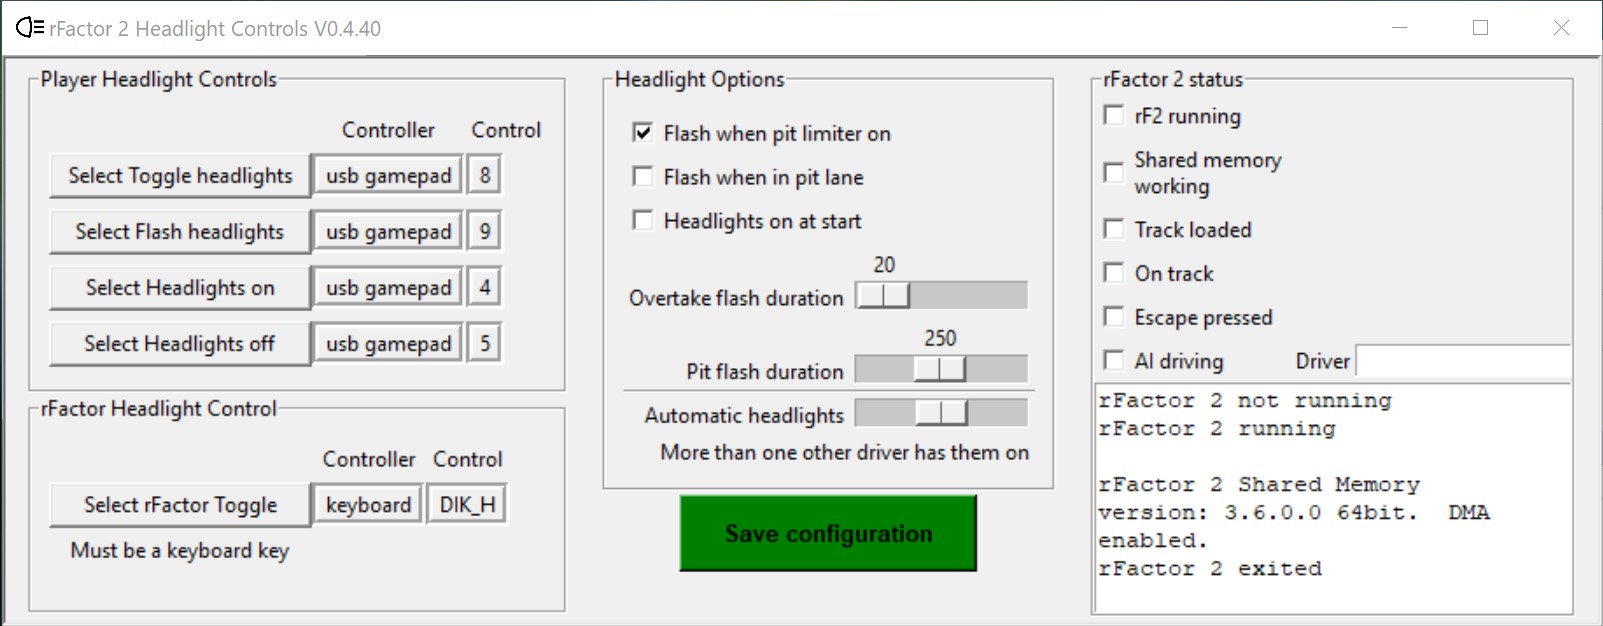 rFactor 2 Headlight Controls V0.4.40
Player Headlight Controls
Controller Control
Select Toggle headlights usb gamepad 8
Select Flash headlights usb gamepad 9
Select Headlights on usb gamepad 4
Select Headlights off usb gamepad 5
rFactor Headlight Control
Controller Control
Select rFactor Toggle keyboard DIK_H
Must be a keyboard key
Headlight Options
Flash when pit limiter on
Flash when in pit lane
Headlights on at start
20
Overtake flash duration
250
Pit flash duration
Automatic headlights
More than one other driver has them on
Save configuration
rFactor 2 status
rF2 running
Shared memory
working
Track loaded
On track
Escape pressed
AI driving Driver
rFactor 2 not running
rFactor 2 running
rFactor 2 Shared Memory
version: 3.6.0.0 64bit. DMA
enabled.
rFactor 2 exited